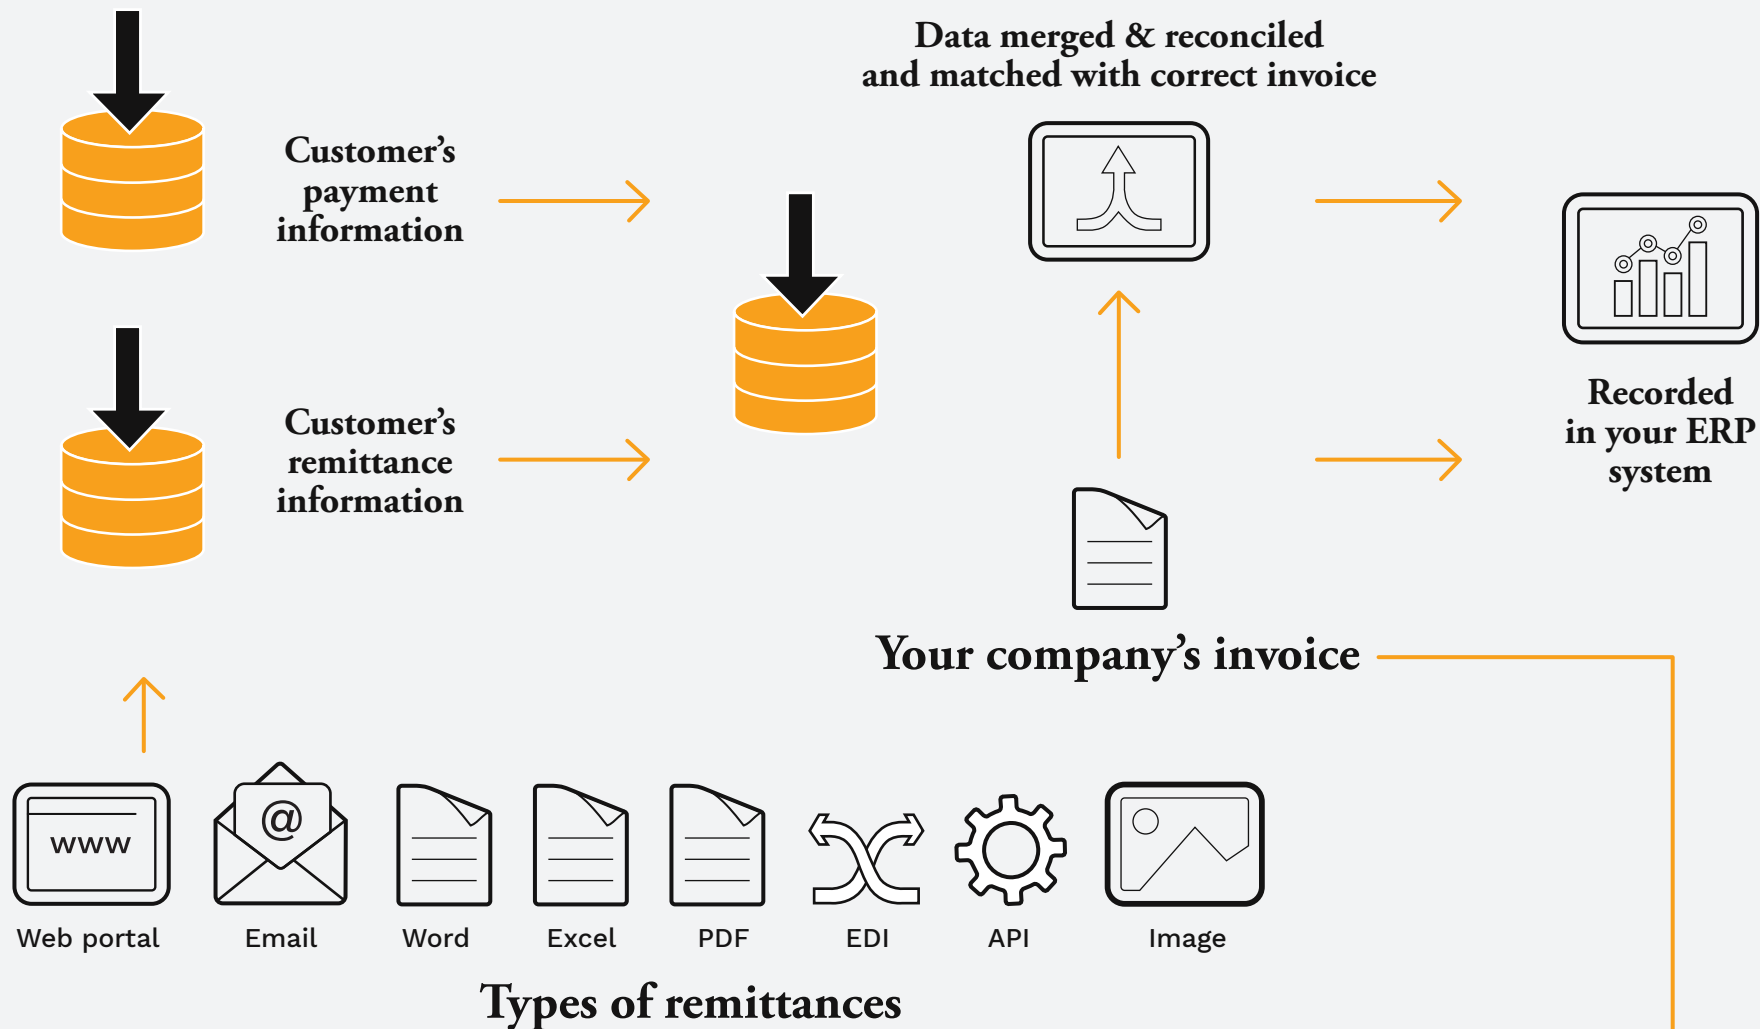 Data merged & reconciled
and matched with correct invoice
Customer’s
payment
information
Customer’s
remittance
information
Recorded
in your ERP
system
Your company’s invoice
www
@
Web portal
Email
Word
Excel
PDF
EDI
API
Image
Types of remittances